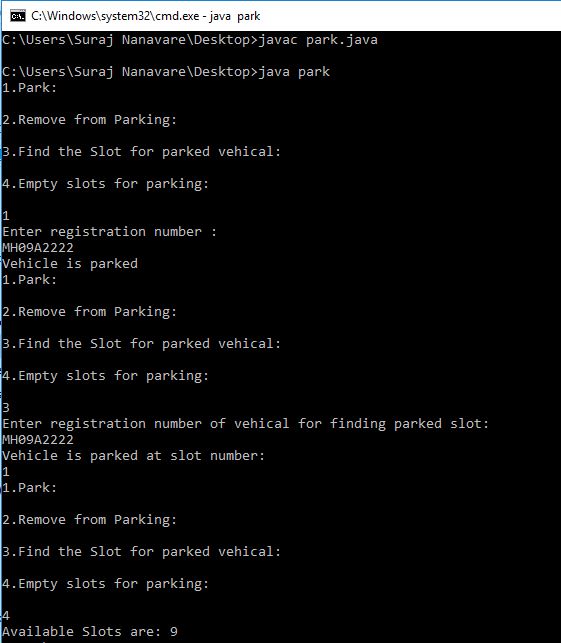 C:\Windows\system32\cmd.exe - java  park
C:\Users\Suraj Nanavare\Desktop>javac park.java
C:\Users\Suraj Nanavare\Desktop>java park
1.Park:
2.Remove from Parking:
3.Find the Slot for parked vehical:
4.Empty slots for parking:
1
Enter registration number :
MH09A2222
Vehicle is parked
1.Park:
2.Remove from Parking:
3.Find the Slot for parked vehical:
4.Empty slots for parking:
3
Enter registration number of vehical for finding parked slot:
MH09A2222
Vehicle is parked at slot number:
1
1.Park:
2.Remove from Parking:
3.Find the Slot for parked vehical:
4.Empty slots for parking:
4
Available Slots are: 9